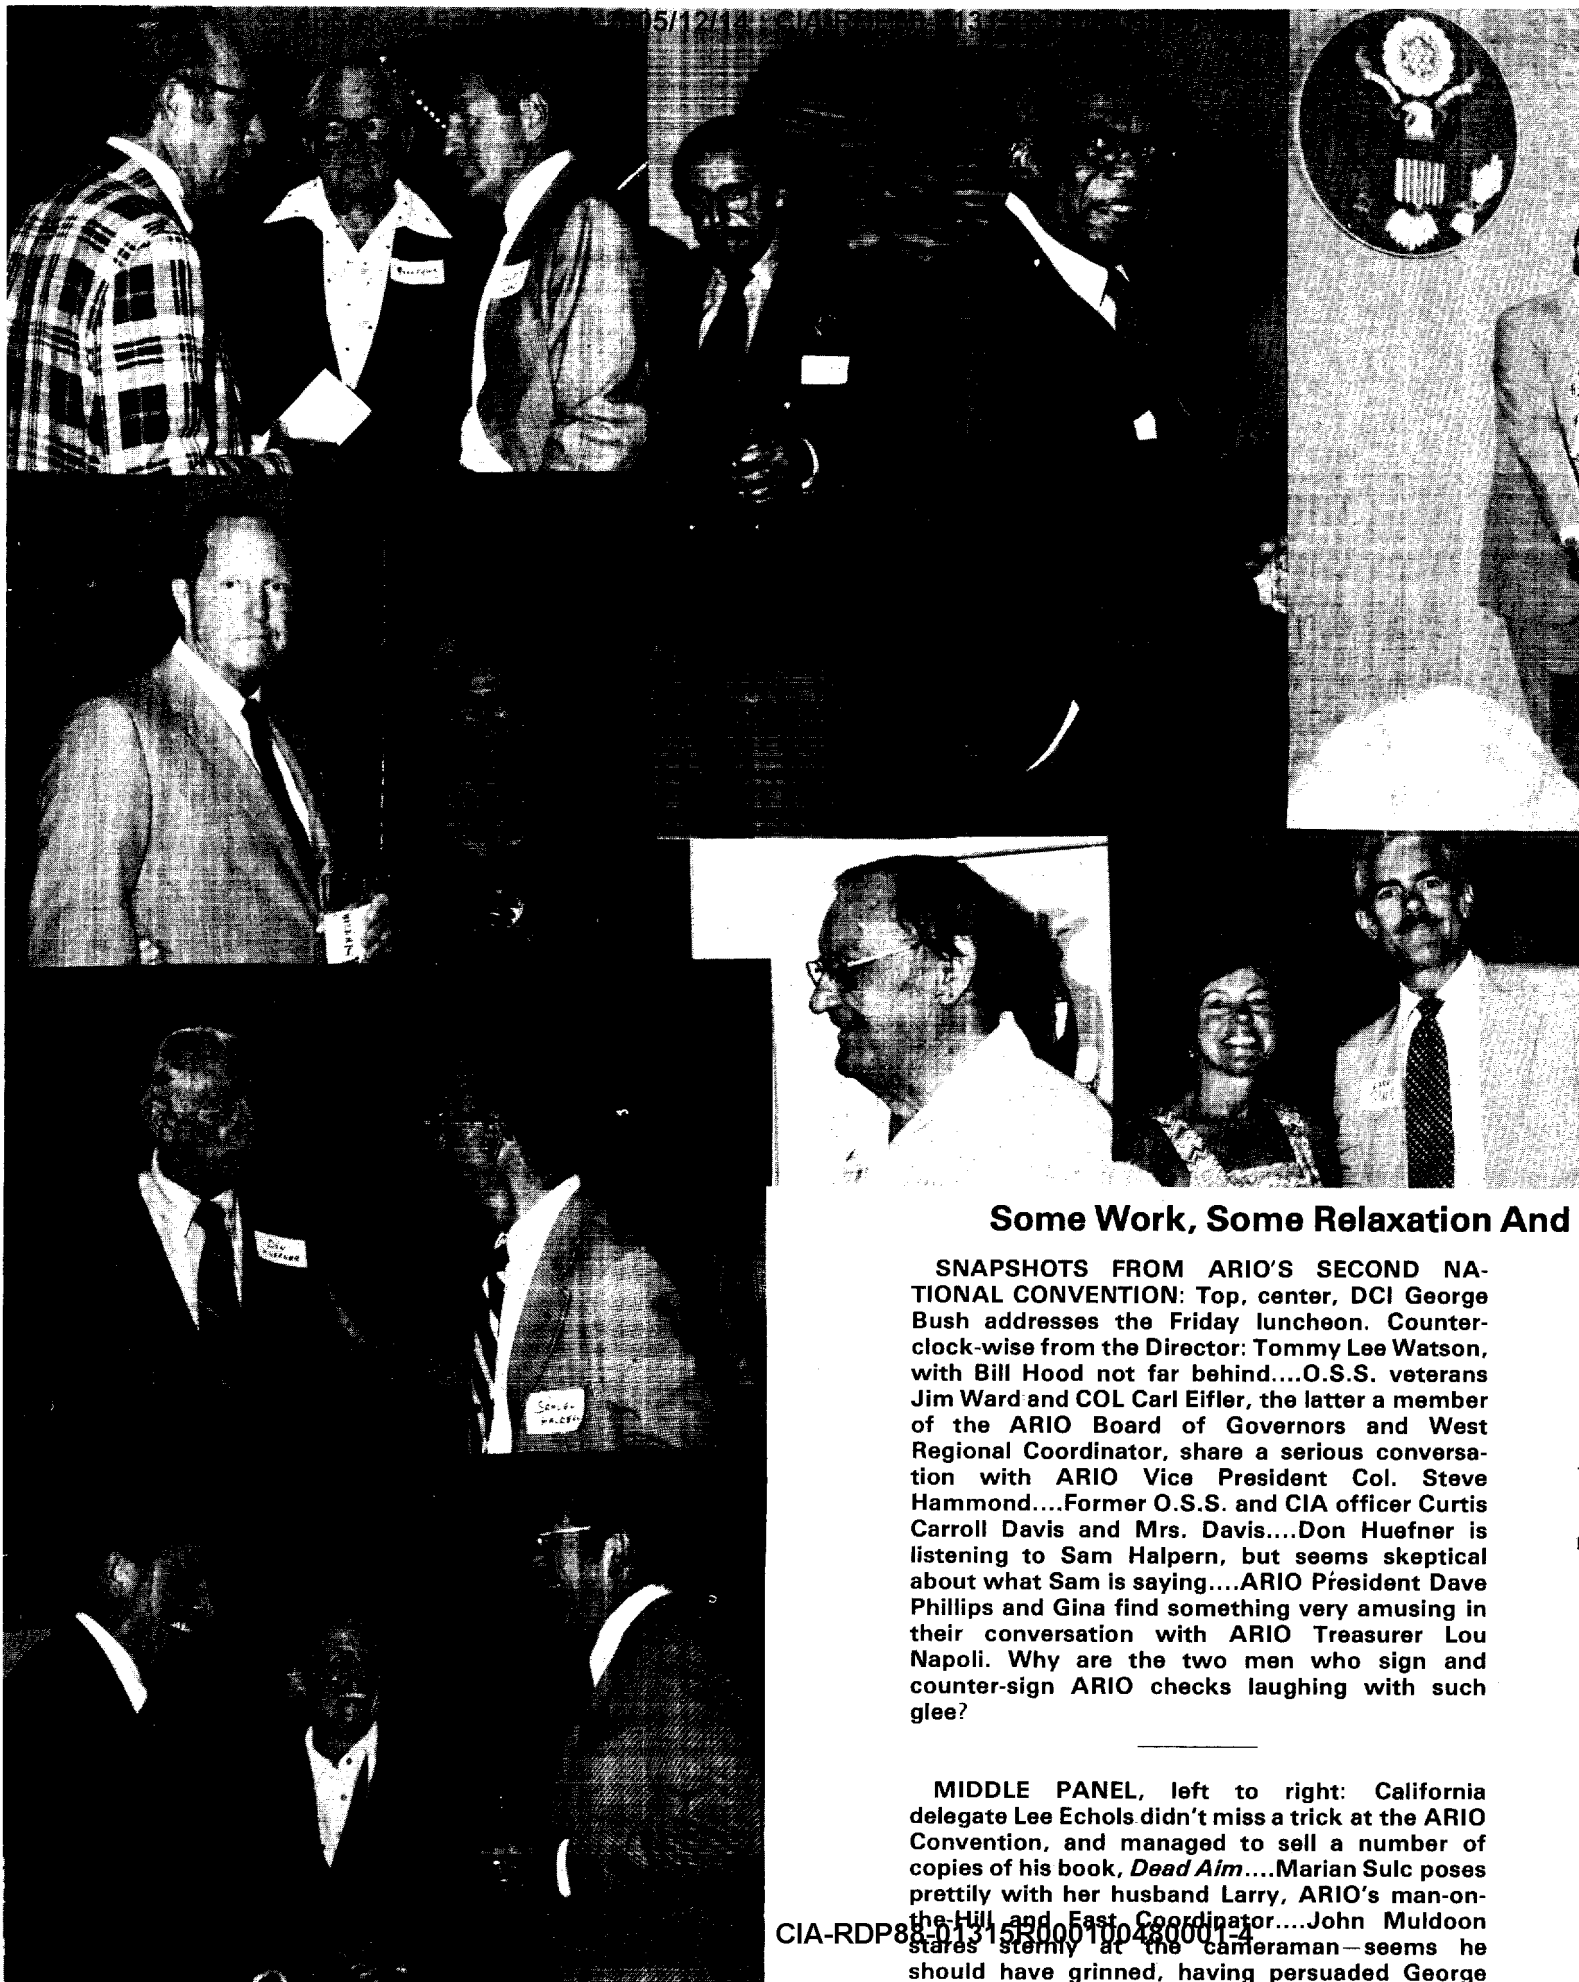 5/12/14
DON
HUEFNER
HALPERN
Some Work, Some Relaxation And
SNAPSHOTS FROM ARIO'S SECOND NA-
TIONAL CONVENTION: Top, center, DCI George
Bush addresses the Friday luncheon. Counter-
clock-wise from the Director: Tommy Lee Watson,
with Bill Hood not far behind....O.S.S. veterans
Jim Ward and COL Carl Eifler, the latter a member
of the ARIO Board of Governors and West
Regional Coordinator, share a serious conversa-
tion with ARIO Vice President Col. Steve
Hammond....Former O.S.S. and CIA officer Curtis
Carroll Davis and Mrs. Davis....Don Huefner is
listening to Sam Halpern, but seems skeptical
about what Sam is saying....ARIO President Dave
Phillips and Gina find something very amusing in
their conversation with ARIO Treasurer Lou
Napoli. Why are the two men who sign and
counter-sign ARIO checks laughing with such
glee?
MIDDLE PANEL, left to right: California
delegate Lee Echols didn't miss a trick at the ARIO
Convention, and managed to sell a number of
copies of his book, Dead Aim....Marian Sulc poses
prettily with her husband Larry, ARIO's man-on-
the-Hill and East Coordinator....John Muldoon
CIA-RDP88-01315R000100480001-4
stares sternly at the cameraman—seems he
should have grinned, having persuaded George